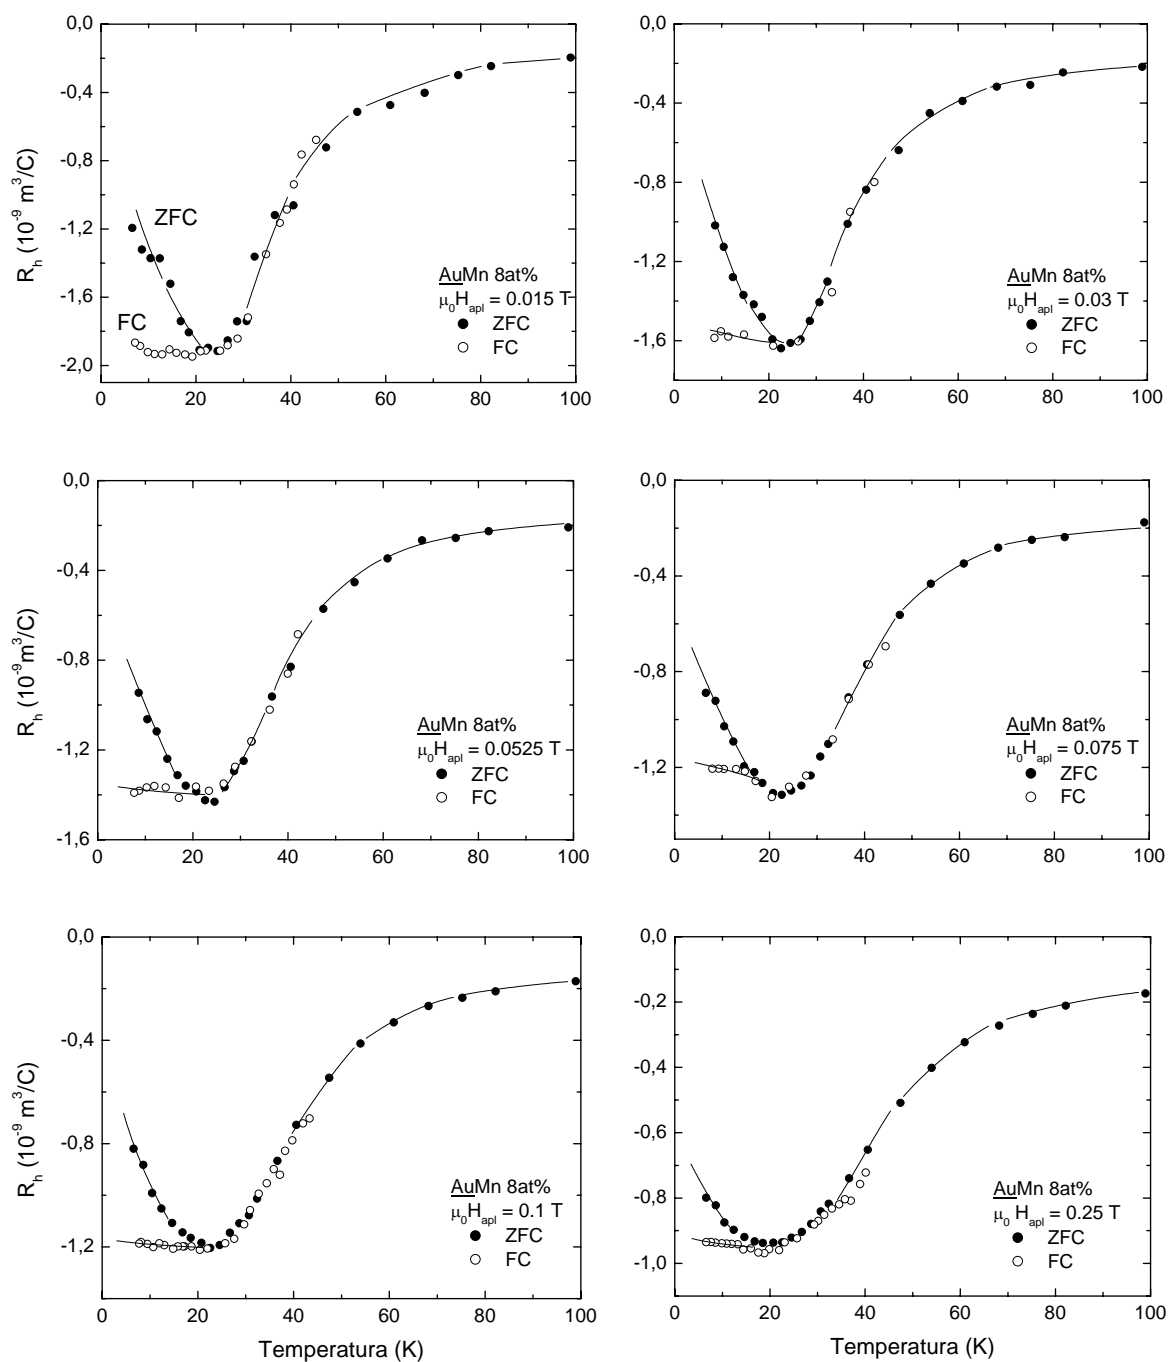 0,0
-0,4
-0,8
-1,2
-1,6
-2,0
0 20 40 60 80 100
R_h (10^-9 m^3/C)
ZFC
FC
AuMn 8at%
μ_0H_apl = 0.015 T
ZFC
FC
0,0
-0,4
-0,8
-1,2
-1,6
0 20 40 60 80 100
AuMn 8at%
μ_0H_apl = 0.03 T
ZFC
FC
0,0
-0,4
-0,8
-1,2
-1,6
0 20 40 60 80 100
R_h (10^-9 m^3/C)
AuMn 8at%
μ_0H_apl = 0.0525 T
ZFC
FC
0,0
-0,4
-0,8
-1,2
0 20 40 60 80 100
AuMn 8at%
μ_0H_apl = 0.075 T
ZFC
FC
0,0
-0,4
-0,8
-1,2
0 20 40 60 80 100
R_h (10^-9 m^3/C)
Temperatura (K)
AuMn 8at%
μ_0H_apl = 0.1 T
ZFC
FC
0,0
-0,2
-0,4
-0,6
-0,8
-1,0
0 20 40 60 80 100
Temperatura (K)
AuMn 8at%
μ_0 H_apl = 0.25 T
ZFC
FC